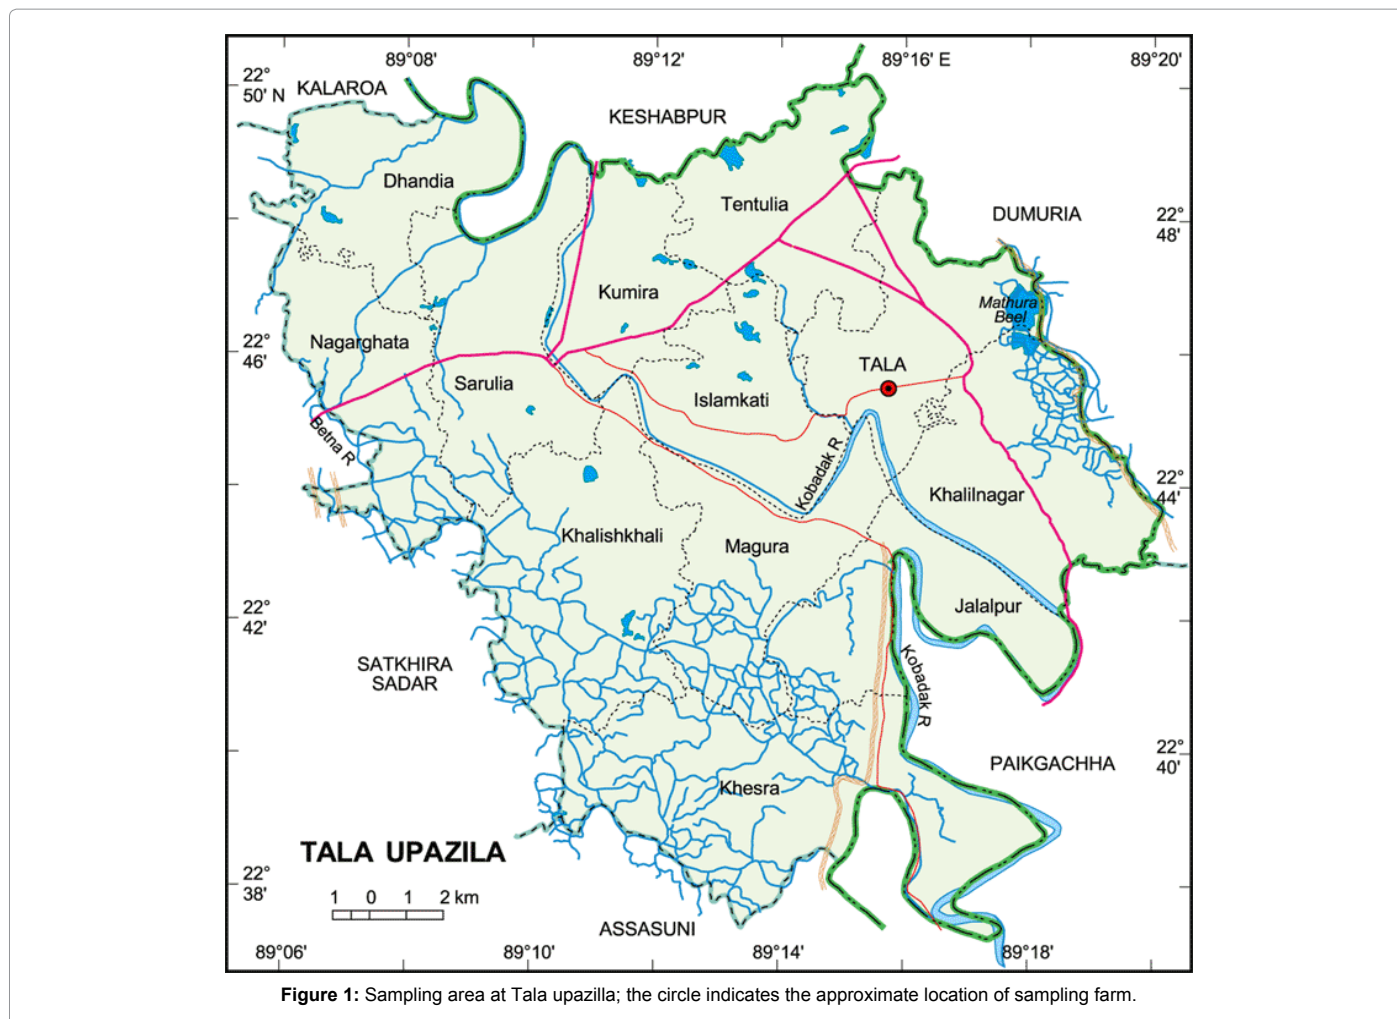 89°08'
89°12'
89°16' E
89°20'
22°
50' N
KALAROA
KESHABPUR
Dhandia
Tentulia
DUMURIA
22°
48'
Kumira
Mathura
Beel
Nagarghata
22°
46'
Sarulia
TALA
Islamkati
Betna R
Kobadak R
Khalilnagar
22°
44'
Khalishkhali
Magura
Jalalpur
22°
42'
SATKHIRA
SADAR
Kobadak R
22°
40'
PAIKGACHHA
Khesra
TALA UPAZILA
22°
38'
1 0 1 2 km
ASSASUNI
89°06'
89°10'
89°14'
89°18'
Figure 1: Sampling area at Tala upazilla; the circle indicates the approximate location of sampling farm.